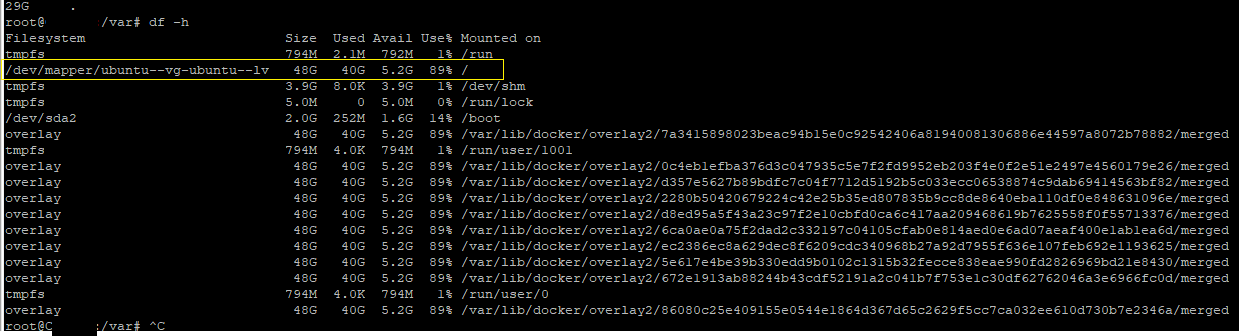 29G     .
root@       :/var# df -h
Filesystem                         Size  Used Avail Use% Mounted on
tmpfs                              794M  2.1M  792M   1% /run
/dev/mapper/ubuntu--vg-ubuntu--lv   48G   40G  5.2G  89% /
tmpfs                              3.9G  8.0K  3.9G   1% /dev/shm
tmpfs                              5.0M     0  5.0M   0% /run/lock
/dev/sda2                          2.0G  252M  1.6G  14% /boot
overlay                             48G   40G  5.2G  89% /var/lib/docker/overlay2/7a3415898023beac94b15e0c92542406a81940081306886e44597a8072b78882/merged
tmpfs                              794M  4.0K  794M   1% /run/user/1001
overlay                             48G   40G  5.2G  89% /var/lib/docker/overlay2/0c4eb1efba376d3c047935c5e7f2fd9952eb203f4e0f2e51e2497e4560179e26/merged
overlay                             48G   40G  5.2G  89% /var/lib/docker/overlay2/d357e5627b89bdfc7c04f7712d5192b5c033ecc06538874c9dab69414563bf82/merged
overlay                             48G   40G  5.2G  89% /var/lib/docker/overlay2/2280b50420679224c42e25b35ed807835b9cc8de8640eba110df0e848631096e/merged
overlay                             48G   40G  5.2G  89% /var/lib/docker/overlay2/d8ed95a5f43a23c97f2e10cbfd0ca6c417aa209468619b7625558f0f55713376/merged
overlay                             48G   40G  5.2G  89% /var/lib/docker/overlay2/6ca0ae0a75f2dad2c332197c04105cfab0e814aed0e6ad07aeaf400e1ab1ea6d/merged
overlay                             48G   40G  5.2G  89% /var/lib/docker/overlay2/ec2386ec8a629dec8f6209cdc340968b27a92d7955f636e107feb692e1193625/merged
overlay                             48G   40G  5.2G  89% /var/lib/docker/overlay2/5e617e4be39b330edd9b0102c1315b32fecce838eae990fd2826969bd21e8430/merged
overlay                             48G   40G  5.2G  89% /var/lib/docker/overlay2/672e1913ab88244b43cdf52191a2c041b7f753e1c30df62762046a3e6966fc0d/merged
tmpfs                              794M  4.0K  794M   1% /run/user/0
overlay                             48G   40G  5.2G  89% /var/lib/docker/overlay2/86080c25e409155e0544e1864d367d65c2629f5cc7ca032ee610d730b7e2346a/merged
root@C      :/var# ^C